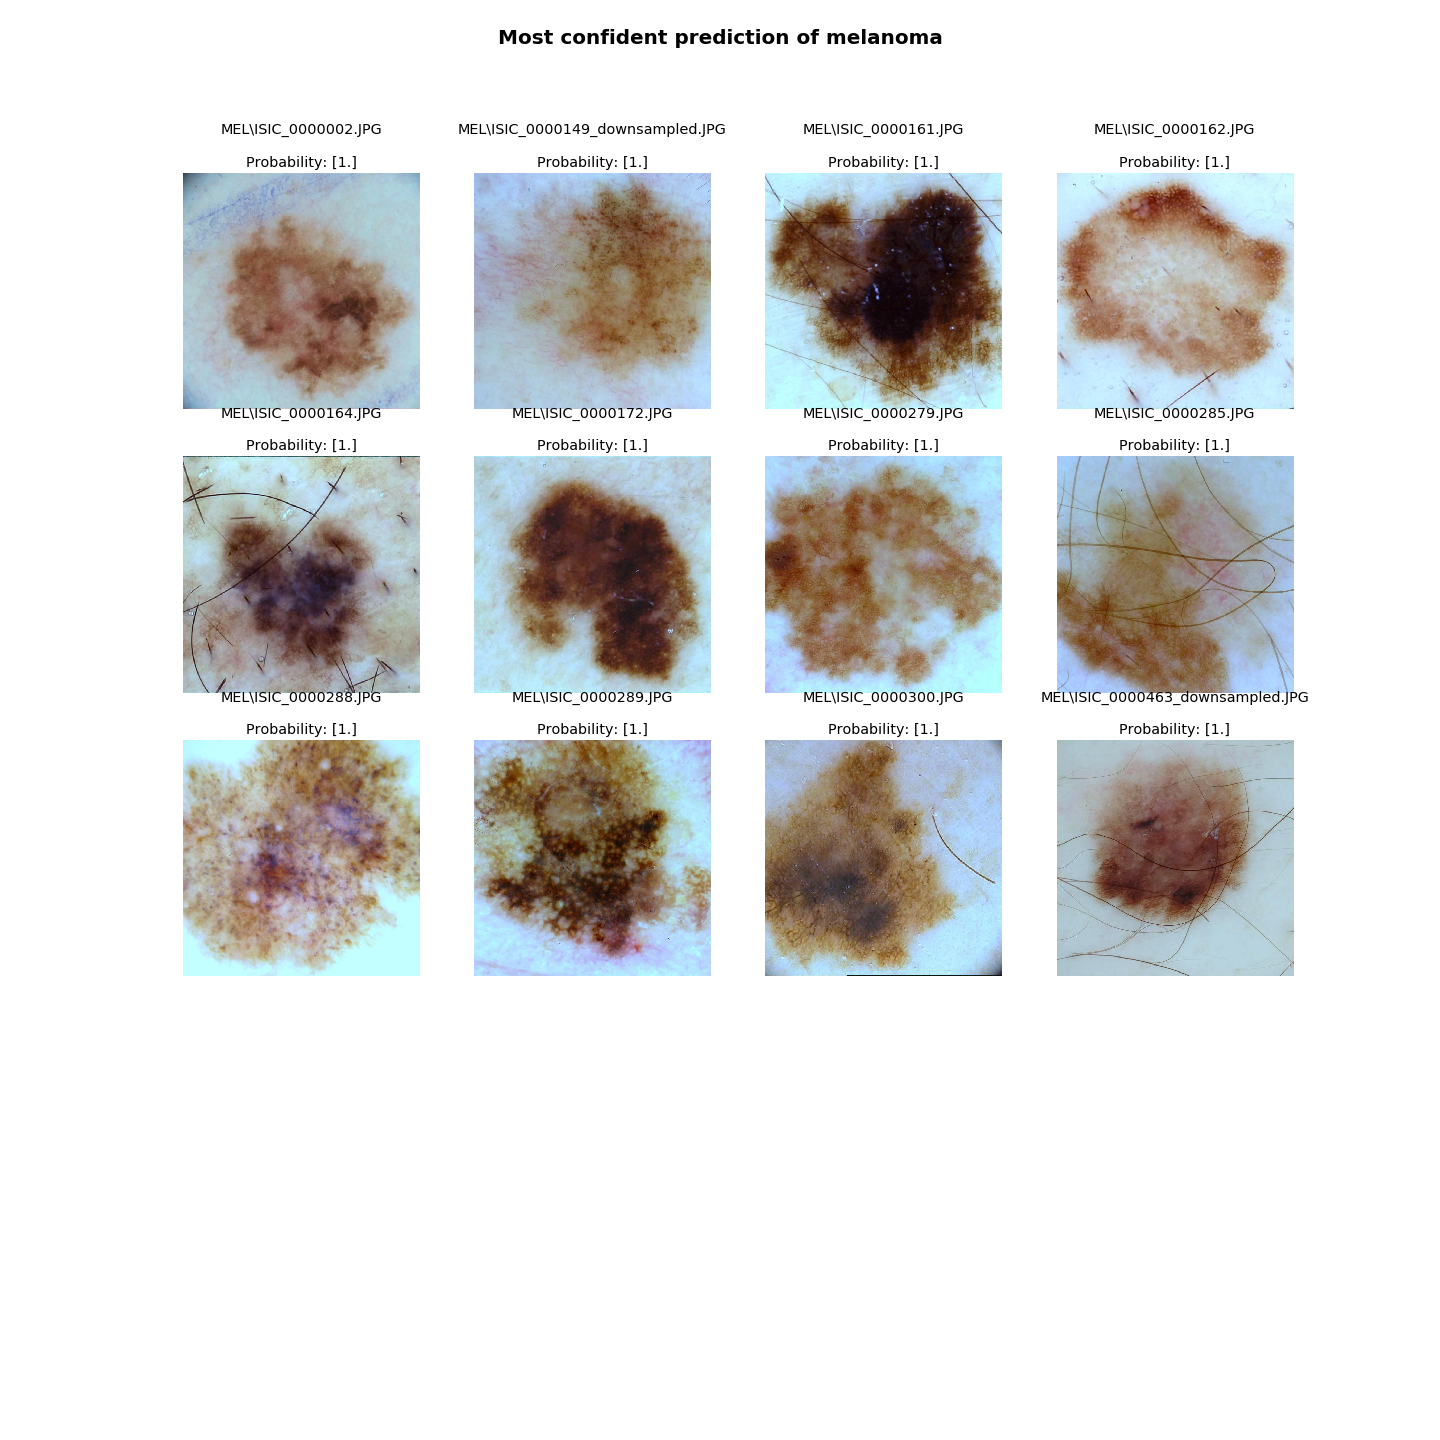 Most confident prediction of melanoma
MEL\ISIC_0000002.JPG
Probability: [1.]
MEL\ISIC_0000149_downsampled.JPG
Probability: [1.]
MEL\ISIC_0000161.JPG
Probability: [1.]
MEL\ISIC_0000162.JPG
Probability: [1.]
MEL\ISIC_0000164.JPG
Probability: [1.]
MEL\ISIC_0000172.JPG
Probability: [1.]
MEL\ISIC_0000279.JPG
Probability: [1.]
MEL\ISIC_0000285.JPG
Probability: [1.]
MEL\ISIC_0000288.JPG
Probability: [1.]
MEL\ISIC_0000289.JPG
Probability: [1.]
MEL\ISIC_0000300.JPG
Probability: [1.]
MEL\ISIC_0000463_downsampled.JPG
Probability: [1.]